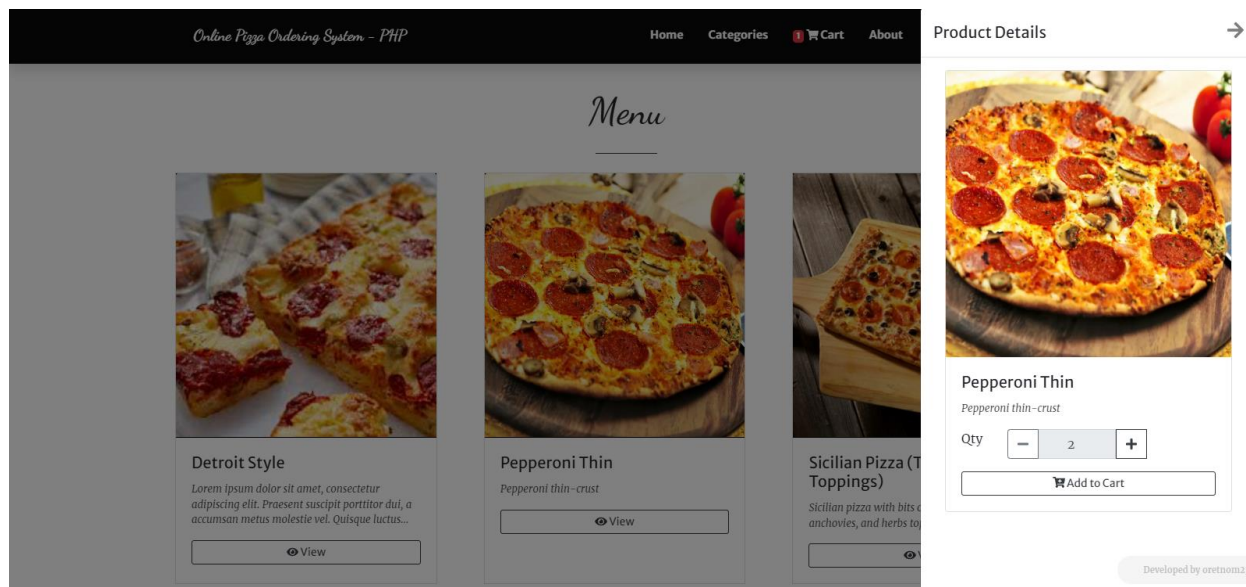 Online Pizza Ordering System - PHP
Home
Categories
1 Cart
About
Product Details
Menu
Detroit Style
Lorem ipsum dolor sit amet, consectetur
adipiscing elit. Praesent suscipit porttitor dui, a
accumsan metus molestie vel. Quisque luctus...
View
Pepperoni Thin
Pepperoni thin-crust
View
Sicilian Pizza (T
Toppings)
Sicilian pizza with bits
anchovies, and herbs
Pepperoni Thin
Pepperoni thin-crust
Qty
− 2 +
Add to Cart
Developed by oretnom2